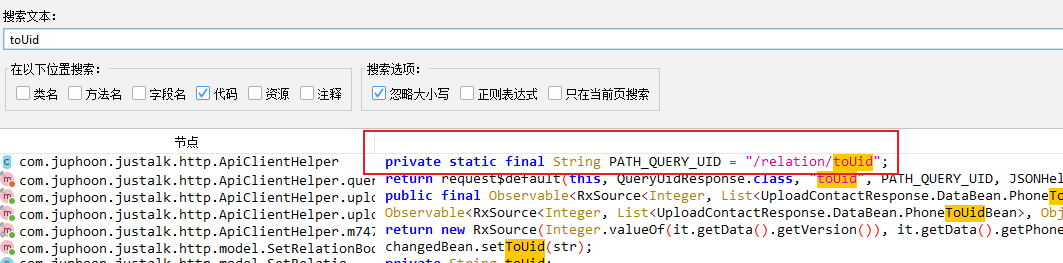 搜索文本:
toUid
在以下位置搜索:
搜索选项:
类名 方法名 字段名 代码 资源 注释
忽略大小写 正则表达式 只在当前页搜索
节点
com.juphoon.justalk.http.ApiClientHelper private static final String PATH_QUERY_UID = "/relation/toUid";
com.juphoon.justalk.http.ApiClientHelper.quer return request$default(this, QueryUidResponse.class, "toUid", PATH_QUERY_UID, JSONHel
com.juphoon.justalk.http.ApiClientHelper.uplo public final Observable<RxSource<Integer, List<UploadContactResponse.DataBean.PhoneTo
com.juphoon.justalk.http.ApiClientHelper.uplo Observable<RxSource<Integer, List<UploadContactResponse.DataBean.PhoneToUidBean>, Obj
com.juphoon.justalk.http.ApiClientHelper.m747 return new RxSource(Integer.valueOf(it.getData().getVersion()), it.getData().getPhone
com.juphoon.justalk.http.model.SetRelationBod changedBean.setToUid(str);
com.juphoon.justalk.http.model.SetRelatio private String toUid;